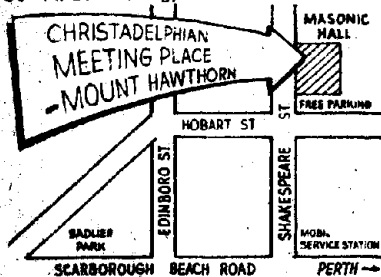 CHRISTADELPHIAN
MEETING PLACE
-MOUNT HAWTHORN
MASONIC
HALL
FREE PARKING
HOBART ST
EDINBORO ST
SHAKESPEARE ST
SADLIER
PARK
MOBIL
SERVICE STATION
SCARBOROUGH BEACH ROAD
PERTH →